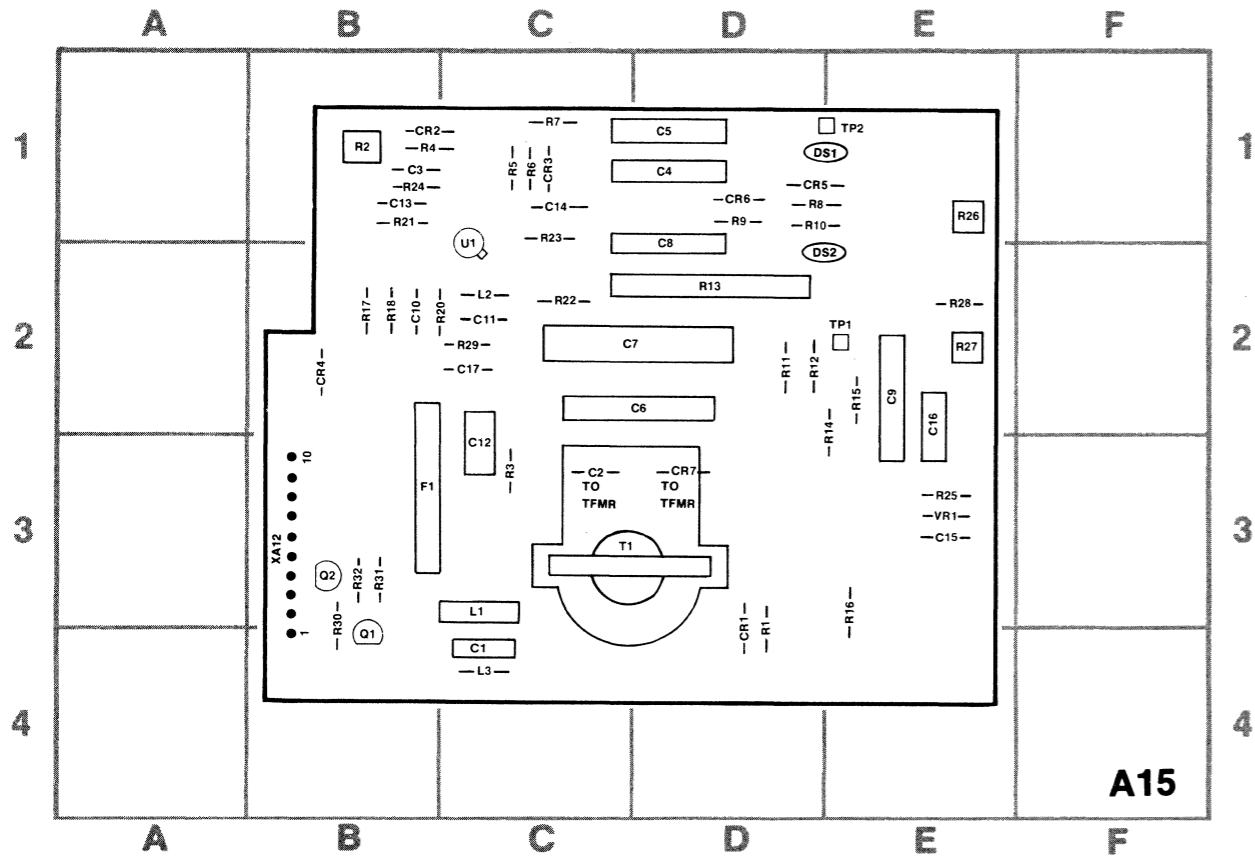 A B C D E F
1 1
CR2 R7 C5 TP2
R2 R4 DS1
C3 R5 R6 CR3 C4
R24 CR5
C13 C14 CR6 R8
R21 R9 R10 R26
U1 R23 C8 DS2
R13
L2 R22 R28
R17 R18 C10 R20 C11
2 2
R29 C7 TP1 R27
CR4 C17 R11 R12
C6 R15 C9
C12 R14 C16
10 R3 C2 CR7
F1 TO TO R25
TFMR TFMR VR1
3 3
XA12 T1 C15
Q2 R32 R31
L1 R16
1 R30 Q1 C1 CR1 R1
L3
4 4
A15
A B C D E F